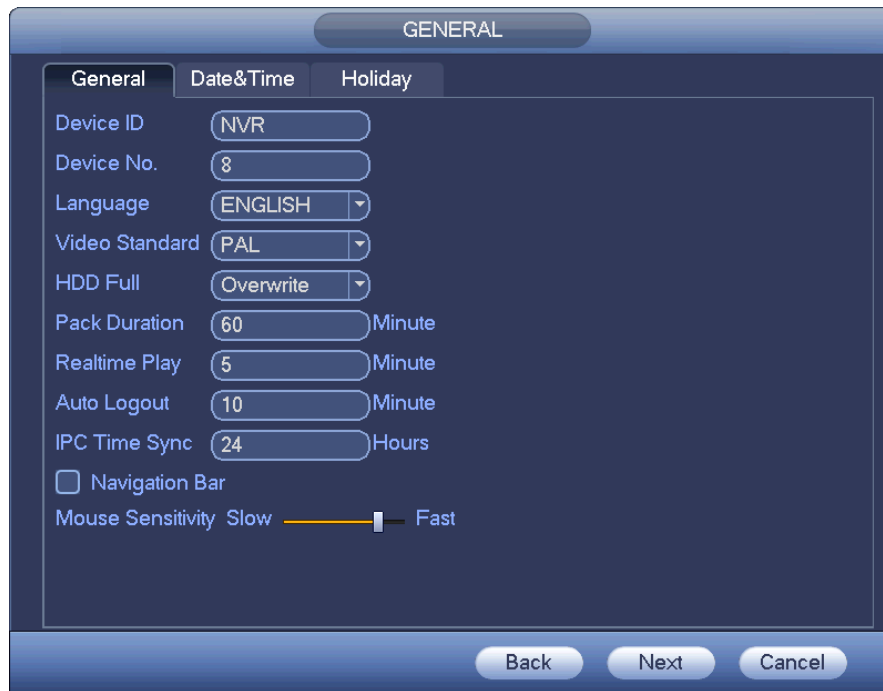 GENERAL
General Date&Time Holiday
Device ID NVR
Device No. 8
Language ENGLISH
Video Standard PAL
HDD Full Overwrite
Pack Duration 60 Minute
Realtime Play 5 Minute
Auto Logout 10 Minute
IPC Time Sync 24 Hours
Navigation Bar
Mouse Sensitivity Slow Fast
Back Next Cancel